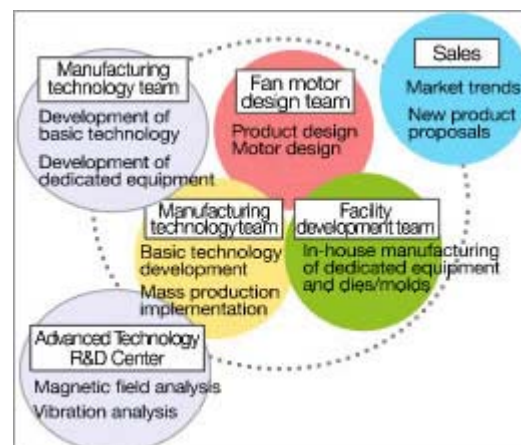 Manufacturing
technology team
Development of
basic technology
Development of
dedicated equipment
Fan motor
design team
Product design
Motor design
Sales
Market trends
New product
proposals
Manufacturing
technology team
Basic technology
development
Mass production
implementation
Facility
development team
In-house manufacturing
of dedicated equipment
and dies/molds
Advanced Technology
R&D Center
Magnetic field analysis
Vibration analysis